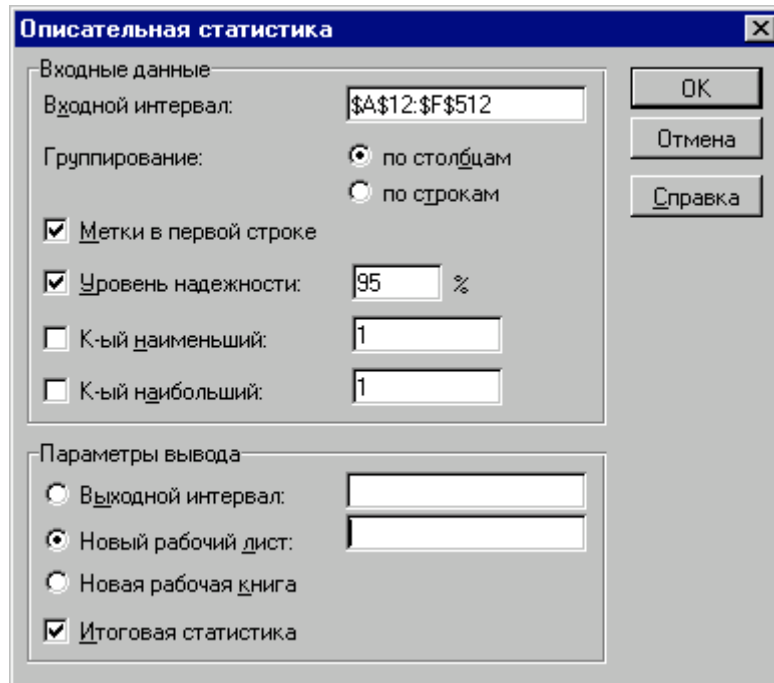 Описательная статистика
Входные данные
Входной интервал: $A$12:$F$512
Группирование: по столбцам
по строкам
Метки в первой строке
Уровень надежности: 95 %
К-ый наименьший: 1
К-ый наибольший: 1
Параметры вывода
Выходной интервал:
Новый рабочий лист:
Новая рабочая книга
Итоговая статистика
OK
Отмена
Справка